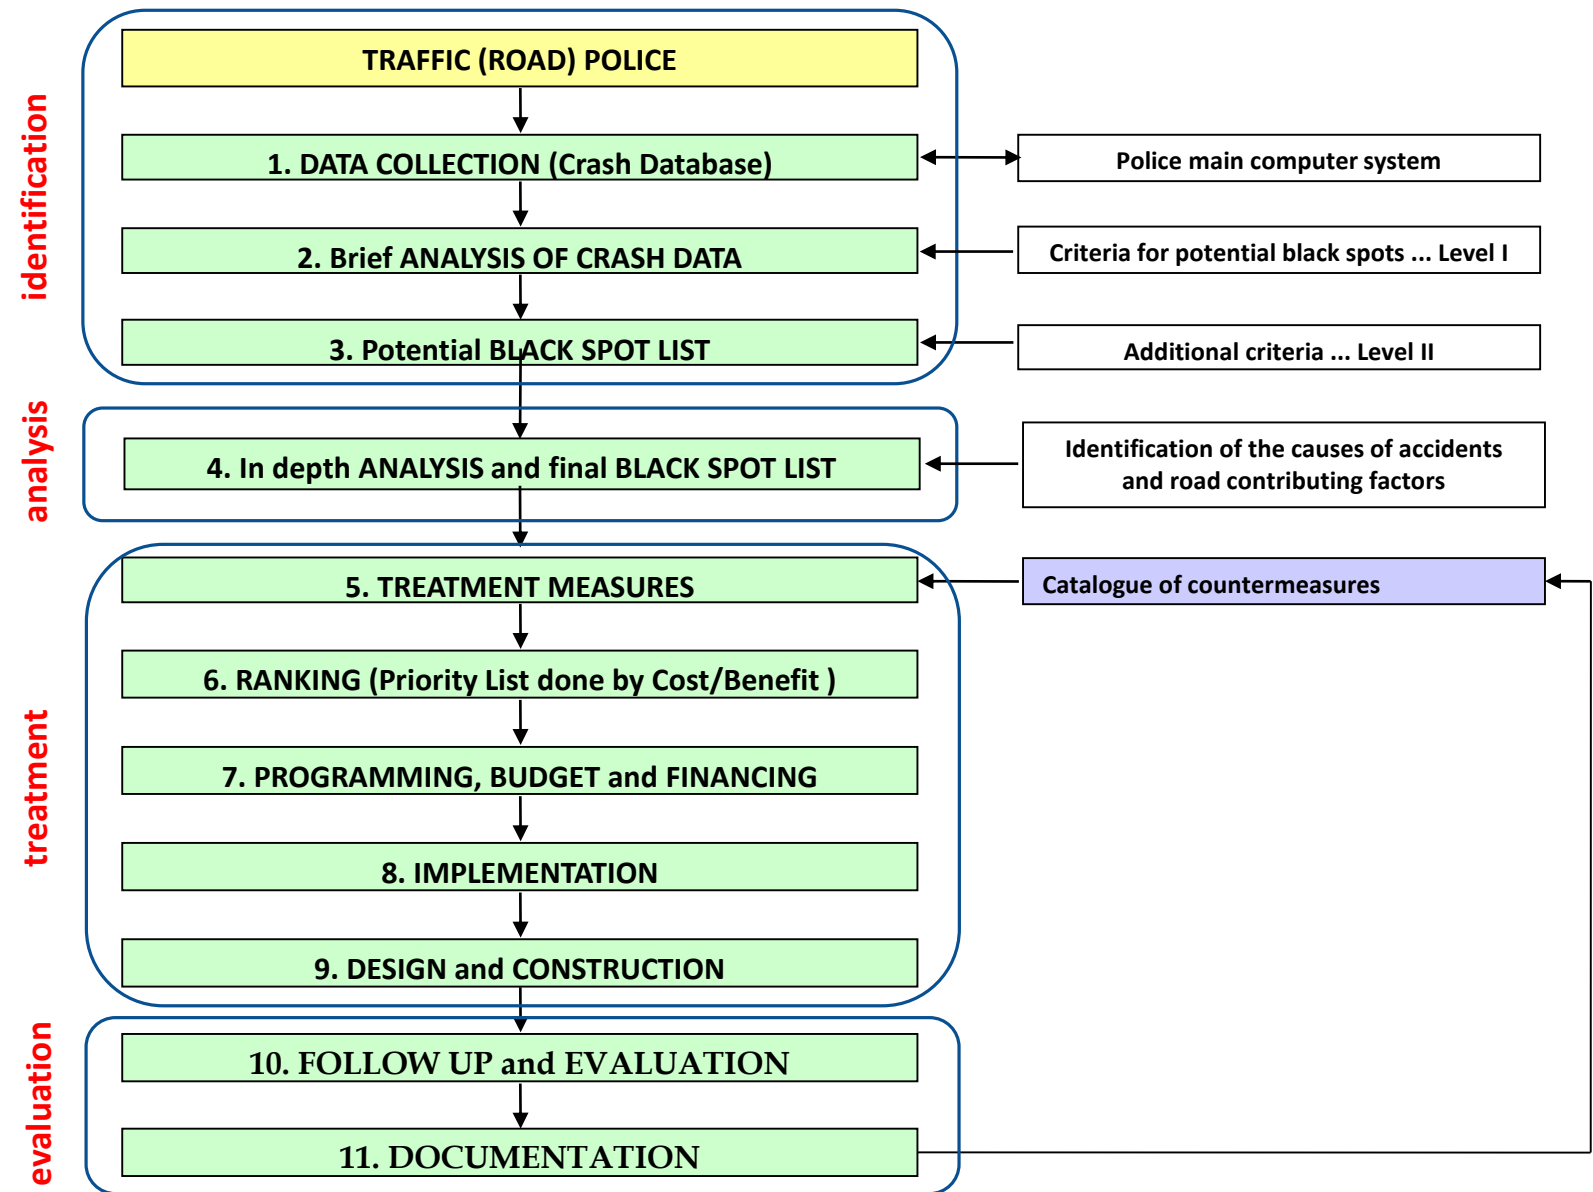 identification
TRAFFIC (ROAD) POLICE
1. DATA COLLECTION (Crash Database)
Police main computer system
2. Brief ANALYSIS OF CRASH DATA
Criteria for potential black spots ... Level I
3. Potential BLACK SPOT LIST
Additional criteria ... Level II
analysis
4. In depth ANALYSIS and final BLACK SPOT LIST
Identification of the causes of accidents
and road contributing factors
treatment
5. TREATMENT MEASURES
Catalogue of countermeasures
6. RANKING (Priority List done by Cost/Benefit )
7. PROGRAMMING, BUDGET and FINANCING
8. IMPLEMENTATION
9. DESIGN and CONSTRUCTION
evaluation
10. FOLLOW UP and EVALUATION
11. DOCUMENTATION